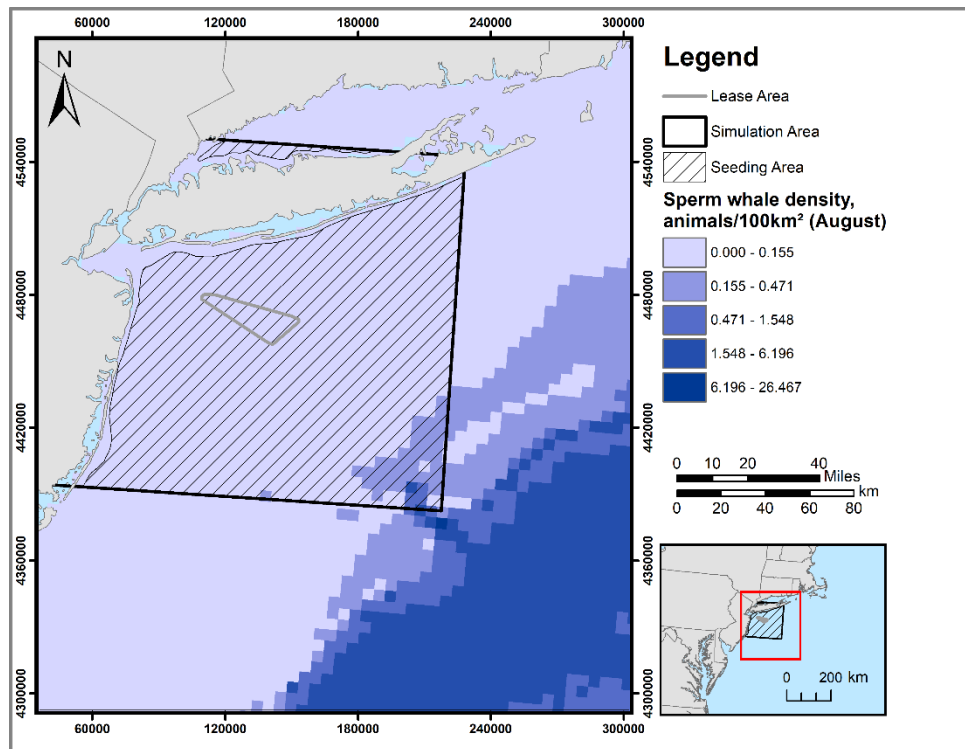 60000 120000 180000 240000 300000
N
4540000
4480000
4420000
4360000
4300000
4540000
4480000
4420000
4360000
4300000
60000 120000 180000 240000 300000
Legend
Lease Area
Simulation Area
Seeding Area
Sperm whale density,
animals/100km² (August)
0.000 - 0.155
0.155 - 0.471
0.471 - 1.548
1.548 - 6.196
6.196 - 26.467
0 10 20 40
Miles
km
0 20 40 60 80
0 200 km